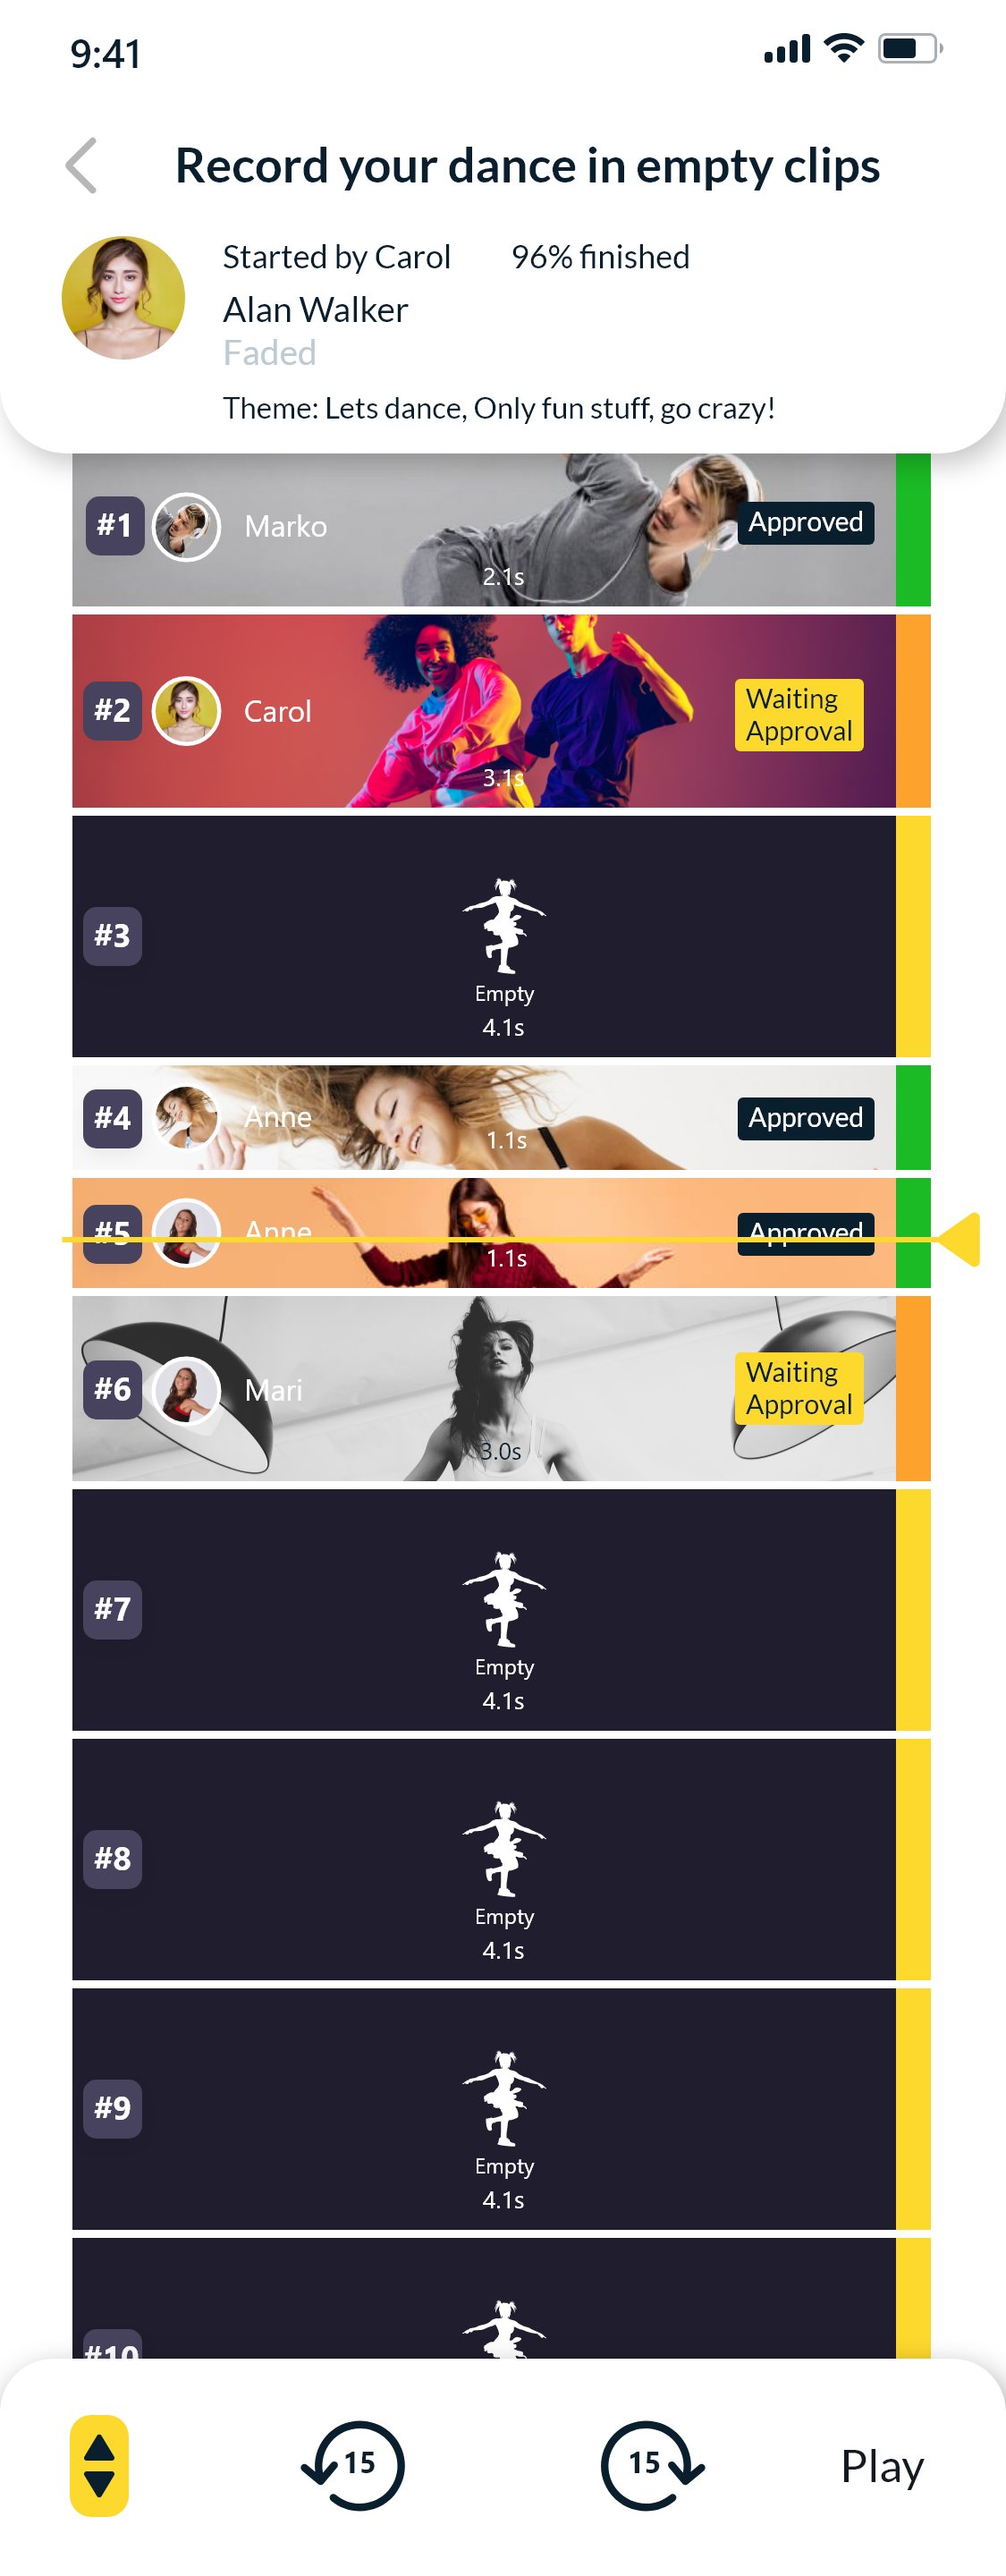 9:41
Record your dance in empty clips
Started by Carol 96% finished
Alan Walker
Faded
Theme: Lets dance, Only fun stuff, go crazy!
#1 Marko Approved
2.1s
#2 Carol Waiting
Approval
3.1s
#3
Empty
4.1s
#4 Anne Approved
1.1s
#5 Anne Approved
1.1s
#6 Mari Waiting
Approval
3.0s
#7
Empty
4.1s
#8
Empty
4.1s
#9
Empty
4.1s
#10
15 15 Play